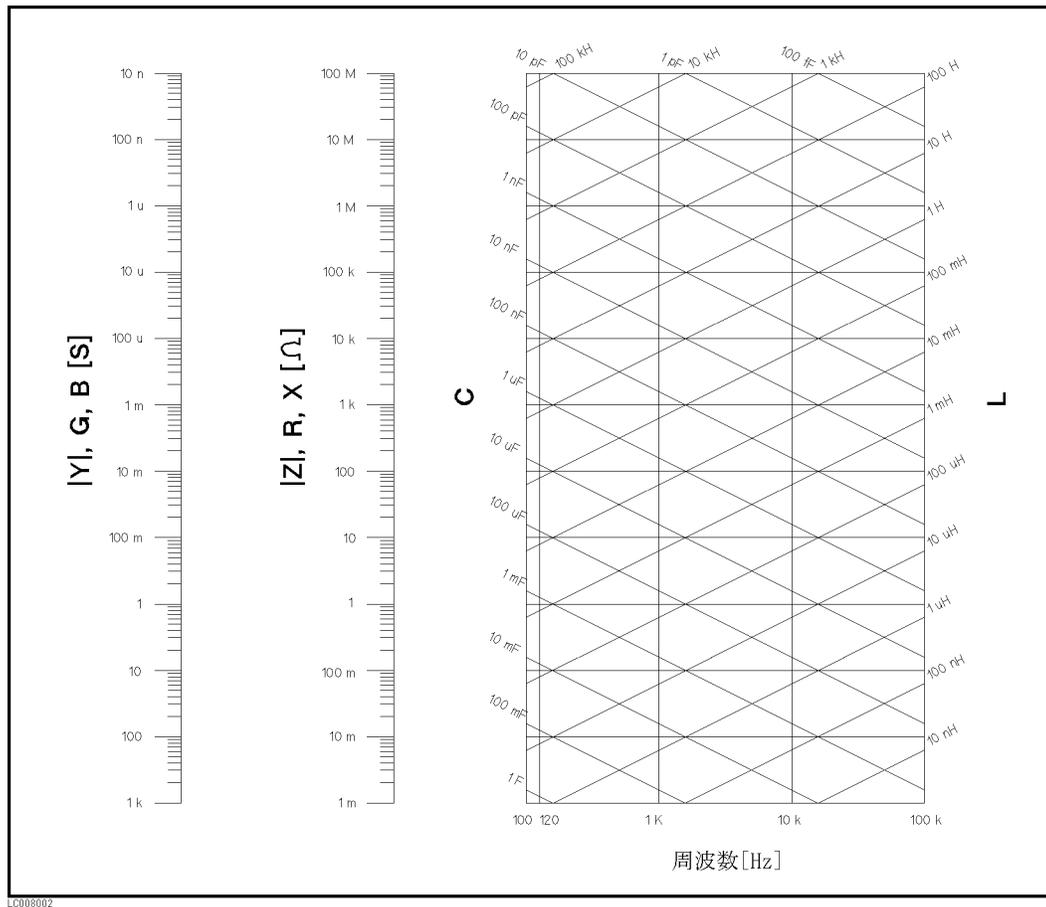 |Y|, G, B [S]
10 n
100 n
1 u
10 u
100 u
1 m
10 m
100 m
1
10
100
1 k
|Z|, R, X [Ω]
100 M
10 M
1 M
100 k
10 k
1 k
100
10
1
100 m
10 m
1 m
C
10 pF 100 kH
1 pF 10 kH
100 fF 1 kH
100 pF
1 nF
10 nF
100 nF
1 uF
10 uF
100 uF
1 mF
10 mF
100 mF
1 F
100 H
10 H
1 H
100 mH
10 mH
1 mH
100 uH
10 uH
1 uH
100 nH
10 nH
L
100 120 1 K 10 k 100 k
周波数[Hz]
LC008002